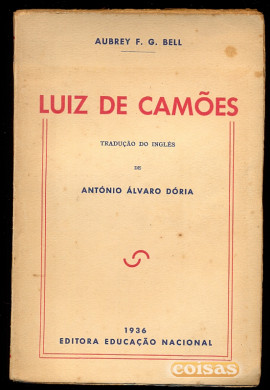 AUBREY F. G. BELL
LUIZ DE CAMÕES
TRADUÇÃO DO INGLÊS
DE
ANTÓNIO ÁLVARO DÓRIA
1936
EDITORA EDUCAÇÃO NACIONAL
coisas